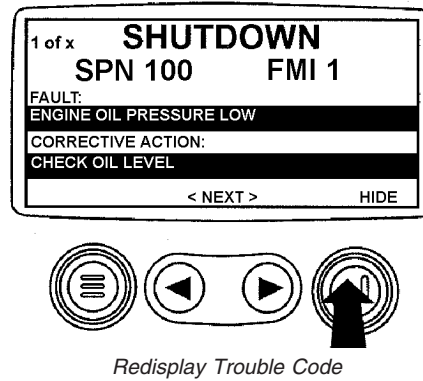 1 of x SHUTDOWN
SPN 100 FMI 1
FAULT:
ENGINE OIL PRESSURE LOW
CORRECTIVE ACTION:
CHECK OIL LEVEL
< NEXT > HIDE
Redisplay Trouble Code